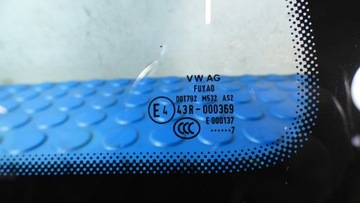 VW AG
FUYAO
DOT782 M532 AS2
E4 43R-000369
CCC E 000137
······7